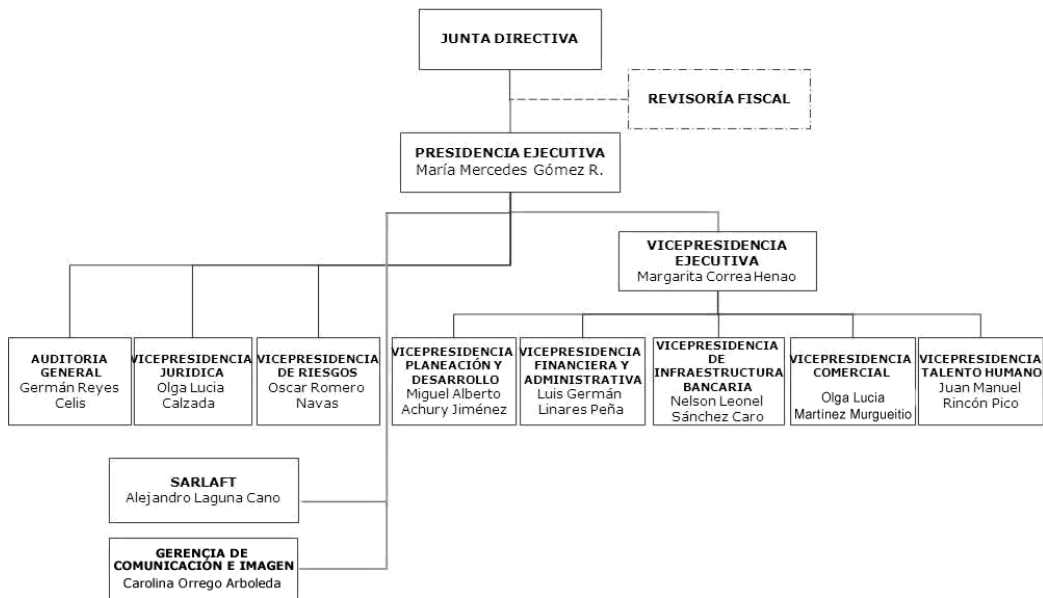 JUNTA DIRECTIVA
REVISORÍA FISCAL
PRESIDENCIA EJECUTIVA
María Mercedes Gómez R.
VICEPRESIDENCIA
EJECUTIVA
Margarita Correa Henao
AUDITORIA
GENERAL
Germán Reyes
Celis
VICEPRESIDENCIA
JURIDICA
Olga Lucia
Calzada
VICEPRESIDENCIA
DE RIESGOS
Oscar Romero
Navas
VICEPRESIDENCIA
PLANEACIÓN Y
DESARROLLO
Miguel Alberto
Achury Jiménez
VICEPRESIDENCIA
FINANCIERA Y
ADMINISTRATIVA
Luis Germán
Linares Peña
VICEPRESIDENCIA
DE
INFRAESTRUCTURA
BANCARIA
Nelson Leonel
Sánchez Caro
VICEPRESIDENCIA
COMERCIAL
Olga Lucia
Martinez Murgueitio
VICEPRESIDENCIA
TALENTO HUMANO
Juan Manuel
Rincón Pico
SARLAFT
Alejandro Laguna Cano
GERENCIA DE
COMUNICACIÓN E IMAGEN
Carolina Orrego Arboleda